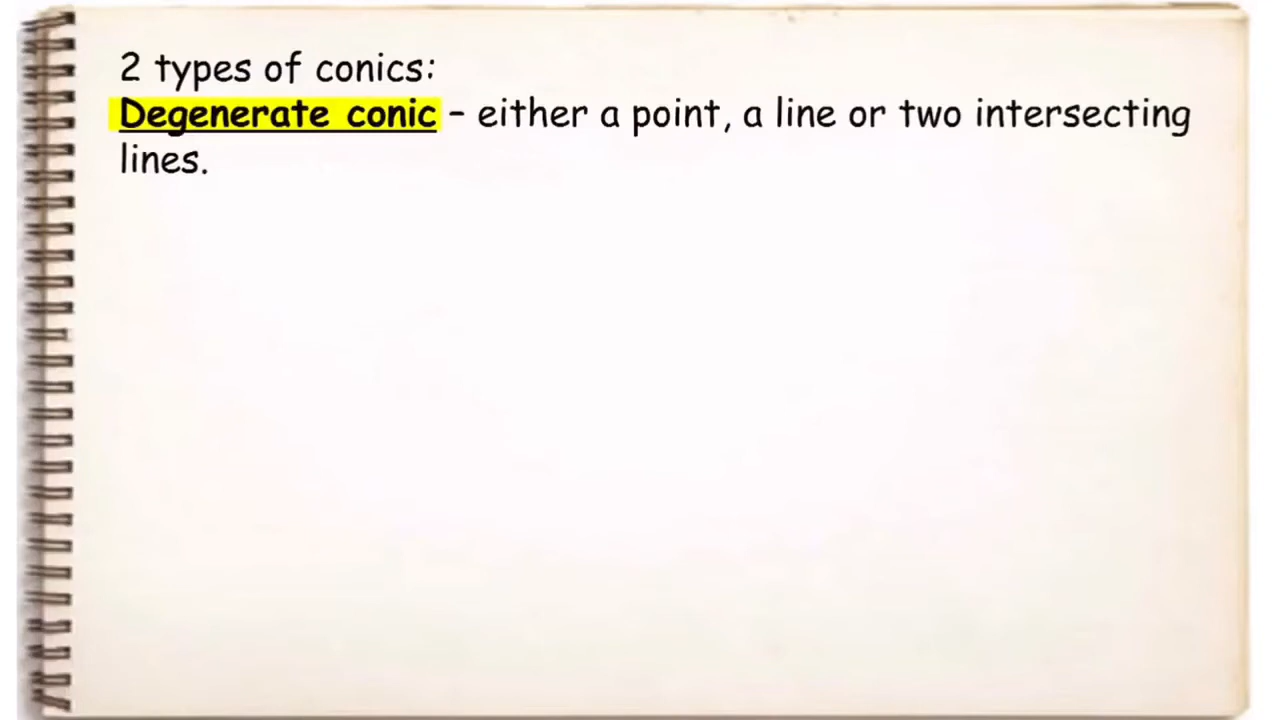 2 types of conics:
Degenerate conic – either a point, a line or two intersecting
lines.